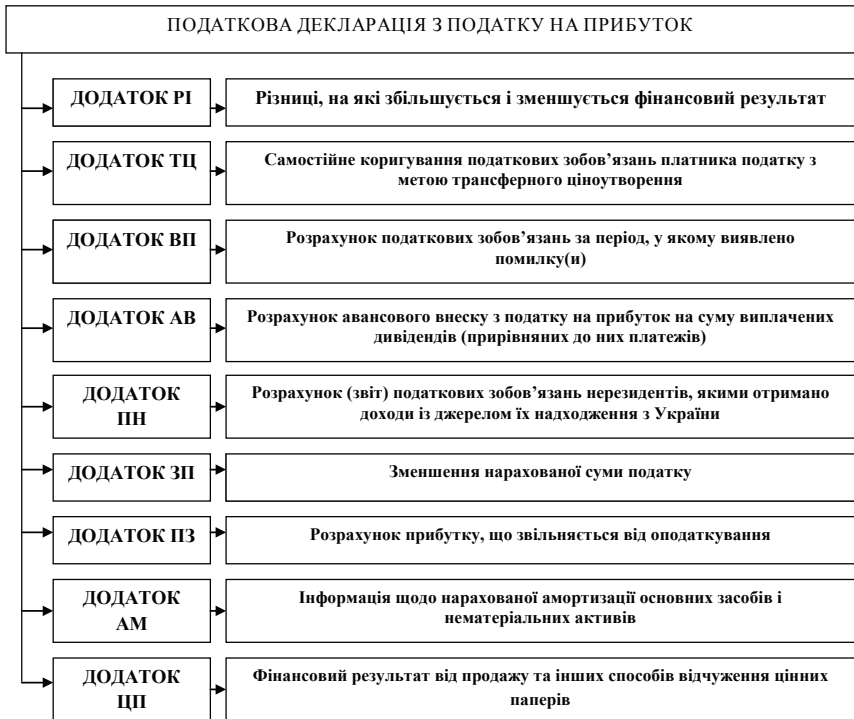 ПОДАТКОВА ДЕКЛАРАЦІЯ З ПОДАТКУ НА ПРИБУТОК
ДОДАТОК РІ
Різниці, на які збільшується і зменшується фінансовий результат
ДОДАТОК ТЦ
Самостійне коригування податкових зобов’язань платника податку з
метою трансферного ціноутворення
ДОДАТОК ВП
Розрахунок податкових зобов’язань за період, у якому виявлено
помилку(и)
ДОДАТОК АВ
Розрахунок авансового внеску з податку на прибуток на суму виплачених
дивідендів (прирівняних до них платежів)
ДОДАТОК
ПН
Розрахунок (звіт) податкових зобов’язань нерезидентів, якими отримано
доходи із джерелом їх надходження з України
ДОДАТОК ЗП
Зменшення нарахованої суми податку
ДОДАТОК ПЗ
Розрахунок прибутку, що звільняється від оподаткування
ДОДАТОК
АМ
Інформація щодо нарахованої амортизації основних засобів і
нематеріальних активів
ДОДАТОК
ЦП
Фінансовий результат від продажу та інших способів відчуження цінних
паперів